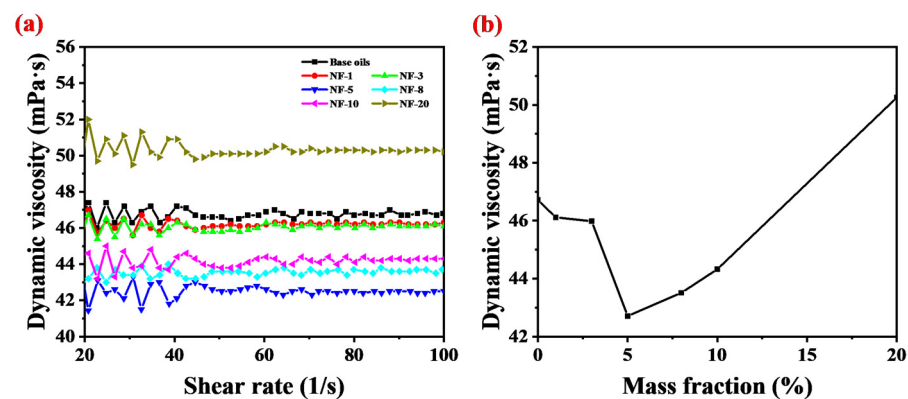 (a)
Dynamic viscosity (mPa·s)
56
54
52
50
48
46
44
42
40
Base oils
NF-1
NF-3
NF-5
NF-8
NF-10
NF-20
20
40
60
80
100
Shear rate (1/s)
(b)
Dynamic viscosity (mPa·s)
52
50
48
46
44
42
0
5
10
15
20
Mass fraction (%)